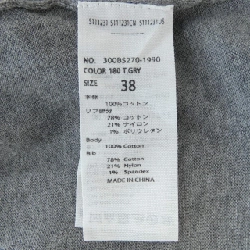 NO. 300BS270-1990
COLOR 180 T.GRY
SIZE 38
本体
100%コットン
リブ部分
78%コットン
21%ナイロン
1%ポリウレタン
Body
100% Cotton
Rib
78% Cotton
21% Nylon
1% Spandex
MADE IN CHINA